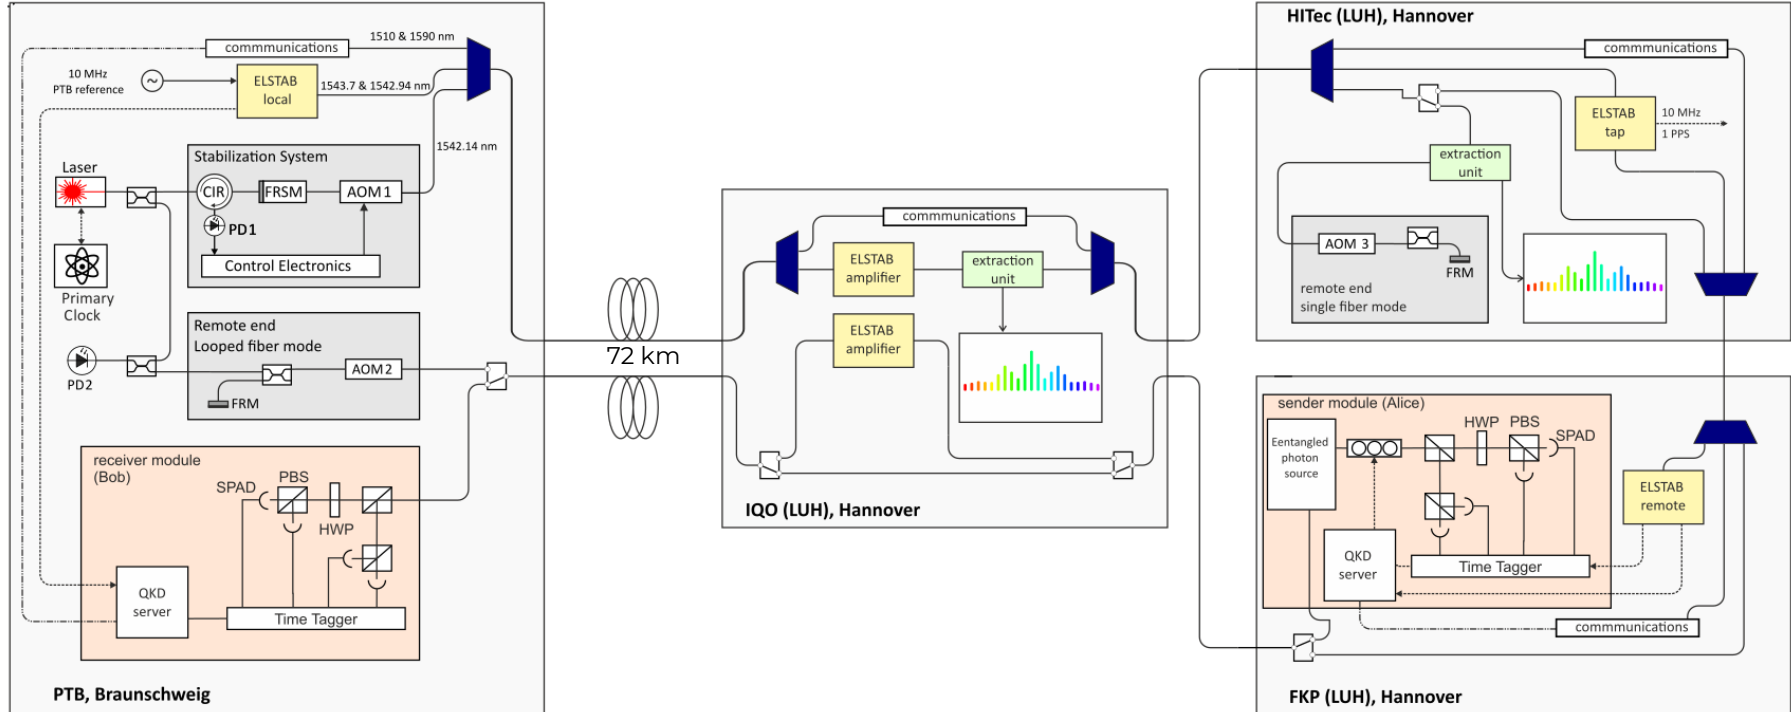 commmunications
1510 & 1590 nm
10 MHz
PTB reference
~
ELSTAB
local
1543.7 & 1542.94 nm
1542.14 nm
Laser
Primary
Clock
PD2
Stabilization System
CIR
FRSM
AOM 1
PD1
Control Electronics
Remote end
Looped fiber mode
AOM2
FRM
receiver module
(Bob)
SPAD
PBS
HWP
QKD
server
Time Tagger
PTB, Braunschweig
72 km
commmunications
ELSTAB
amplifier
extraction
unit
ELSTAB
amplifier
IQO (LUH), Hannover
HITec (LUH), Hannover
commmunications
ELSTAB
tap
10 MHz
1 PPS
extraction
unit
AOM 3
FRM
remote end
single fiber mode
sender module (Alice)
Eentangled
photon
source
HWP
PBS
SPAD
ELSTAB
remote
QKD
server
Time Tagger
commmunications
FKP (LUH), Hannover